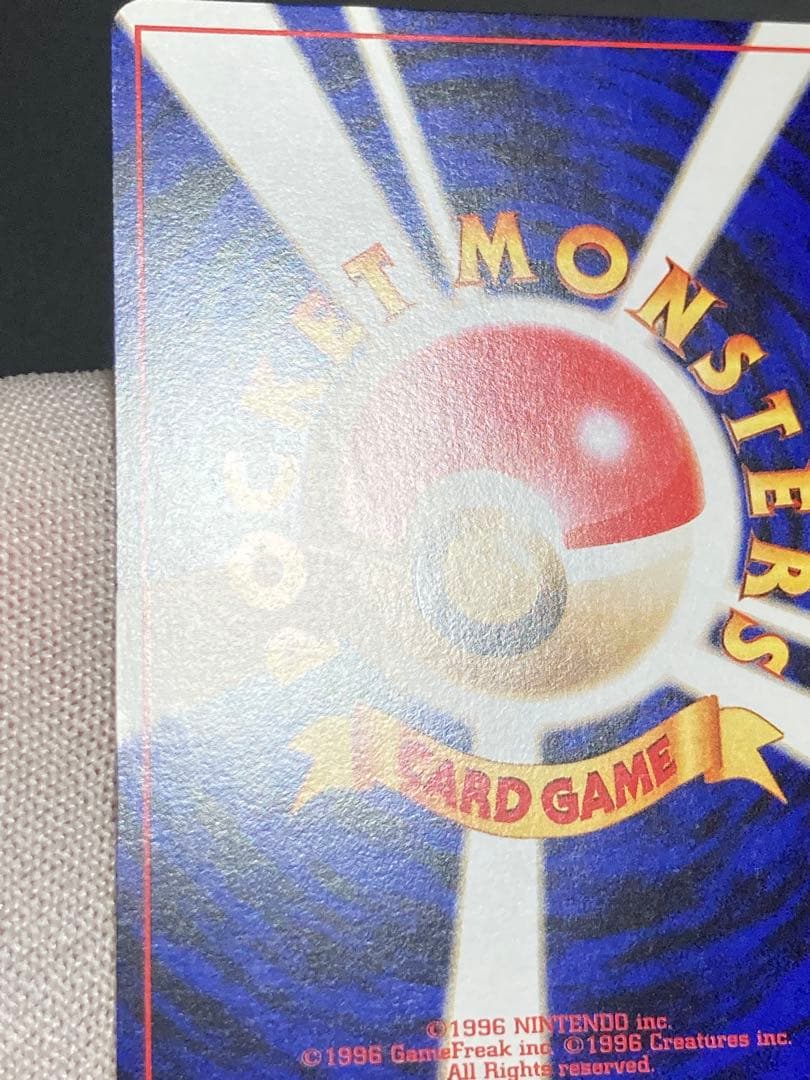 POCKET MONSTERS
CARD GAME
©1996 NINTENDO inc.
©1996 GameFreak inc. ©1996 Creatures inc.
All Rights reserved.